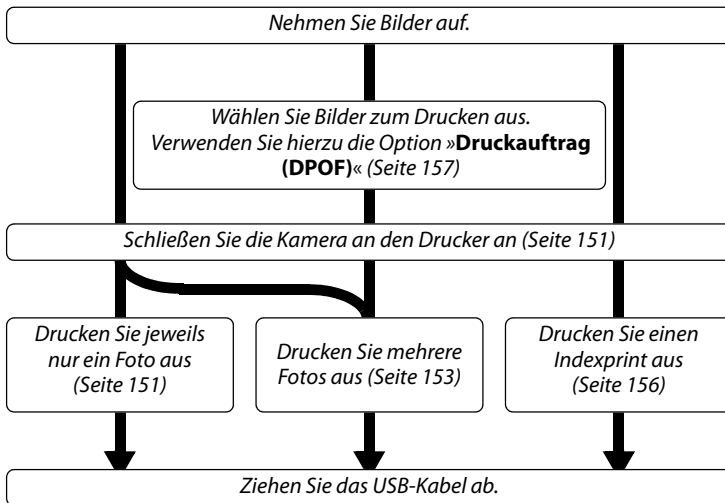 Nehmen Sie Bilder auf.
Wählen Sie Bilder zum Drucken aus.
Verwenden Sie hierzu die Option »Druckauftrag
(DPOF)« (Seite 157)
Schließen Sie die Kamera an den Drucker an (Seite 151)
Drucken Sie jeweils
nur ein Foto aus
(Seite 151)
Drucken Sie mehrere
Fotos aus (Seite 153)
Drucken Sie einen
Indexprint aus
(Seite 156)
Ziehen Sie das USB-Kabel ab.